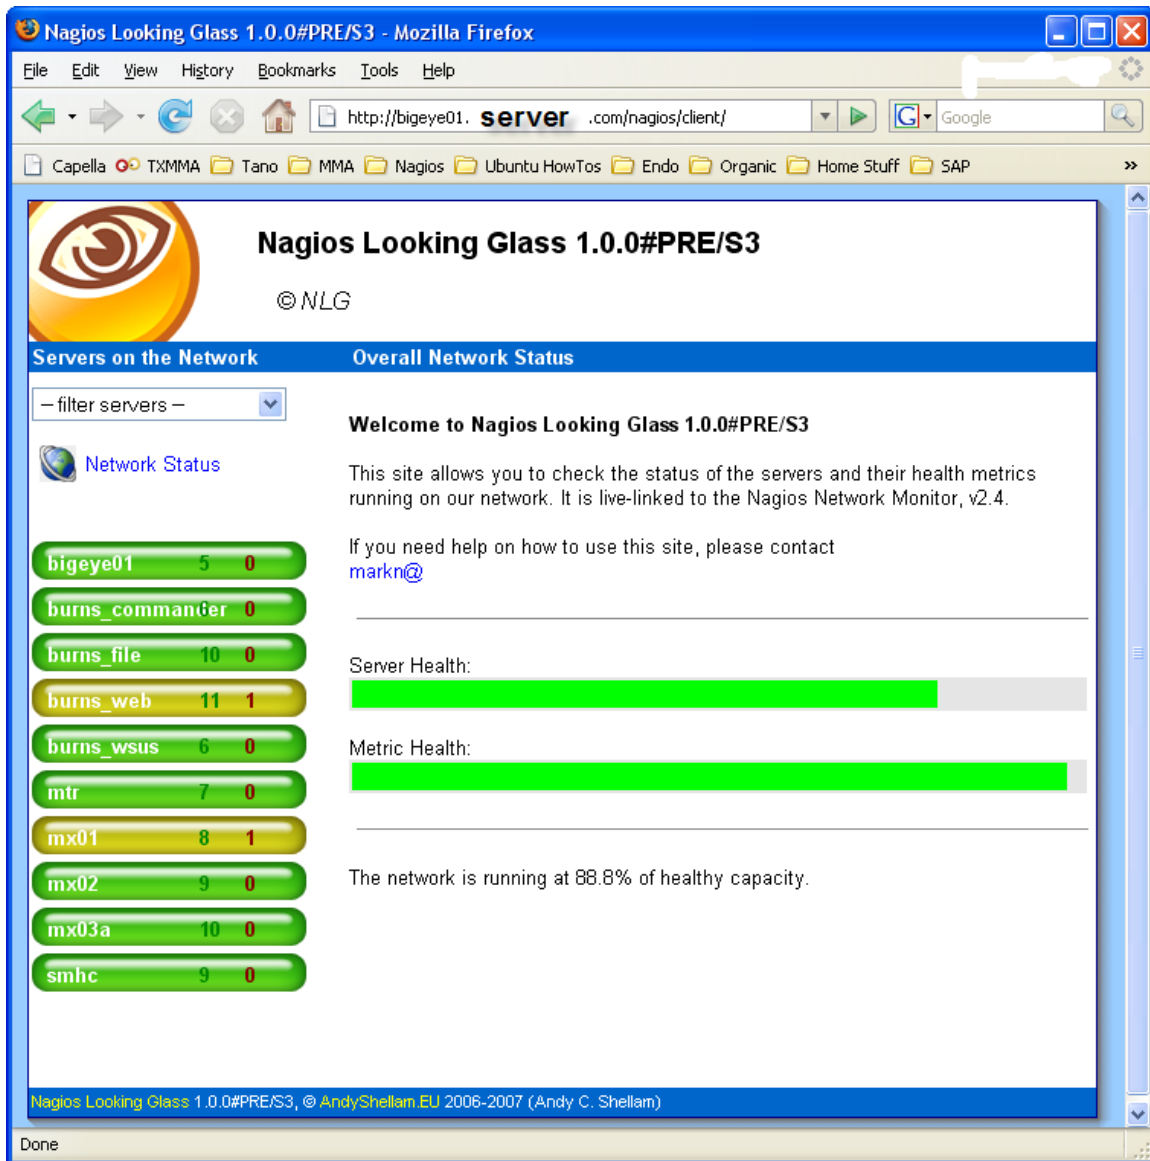 Nagios Looking Glass 1.0.0#PRE/S3 - Mozilla Firefox
File Edit View History Bookmarks Tools Help
http://bigeye01. server .com/nagios/client/ G Google
Capella TXMMA Tano MMA Nagios Ubuntu HowTos Endo Organic Home Stuff SAP »
Nagios Looking Glass 1.0.0#PRE/S3
© NLG
Servers on the Network Overall Network Status
– filter servers –
Network Status
bigeye01 5 0
burns_commander 6 0
burns_file 10 0
burns_web 11 1
burns_wsus 6 0
mtr 7 0
mx01 8 1
mx02 9 0
mx03a 10 0
smhc 9 0
Welcome to Nagios Looking Glass 1.0.0#PRE/S3
This site allows you to check the status of the servers and their health metrics
running on our network. It is live-linked to the Nagios Network Monitor, v2.4.
If you need help on how to use this site, please contact
markn@
Server Health:
Metric Health:
The network is running at 88.8% of healthy capacity.
Nagios Looking Glass 1.0.0#PRE/S3, © AndyShellam.EU 2006-2007 (Andy C. Shellam)
Done